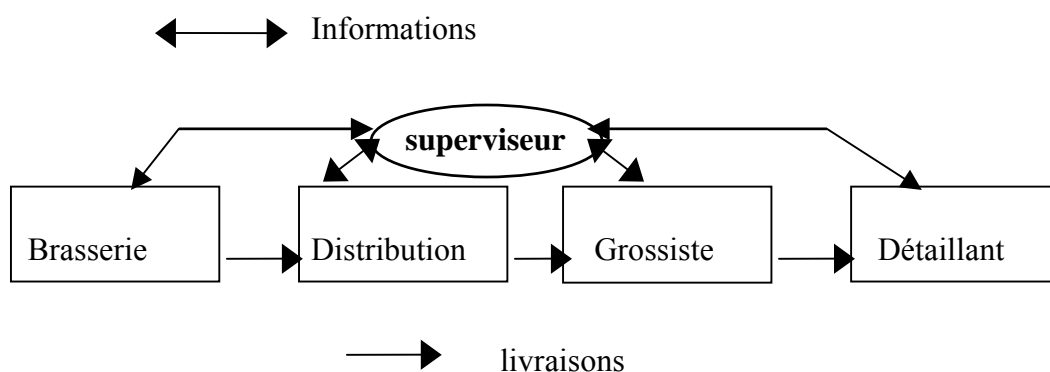 Informations
superviseur
Brasserie
Distribution
Grossiste
Détaillant
livraisons